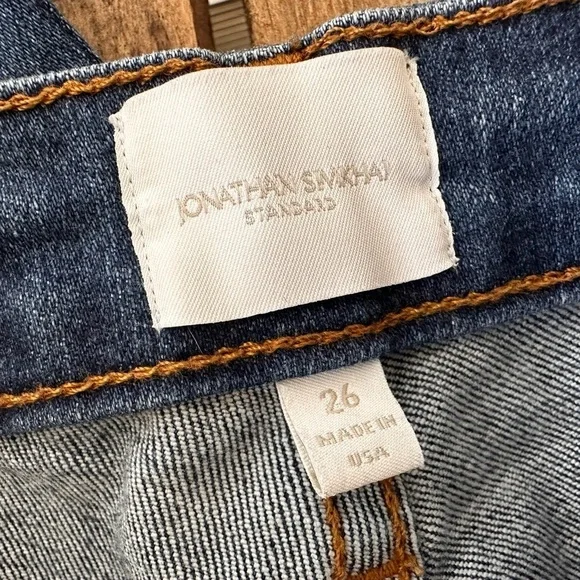 JONATHAN SIMKHAI
STANDARD
26
MADE IN
USA